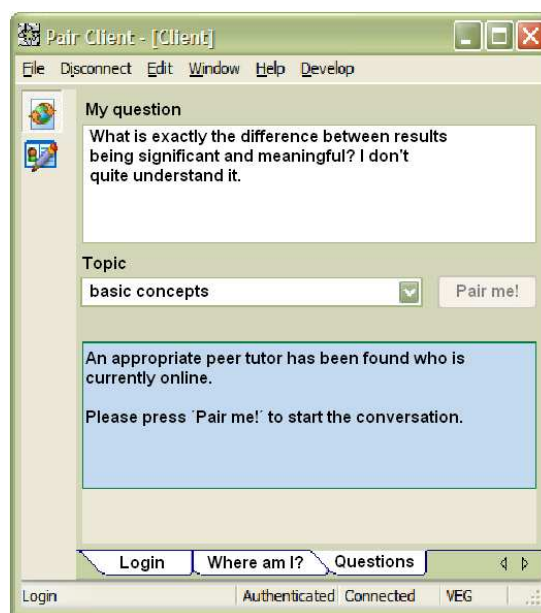 Pair Client - [Client]
File Disconnect Edit Window Help Develop
My question
What is exactly the difference between results
being significant and meaningful? I don't
quite understand it.
Topic
basic concepts
Pair me!
An appropriate peer tutor has been found who is
currently online.
Please press ´Pair me!´ to start the conversation.
Login Where am I? Questions
Login Authenticated Connected VEG